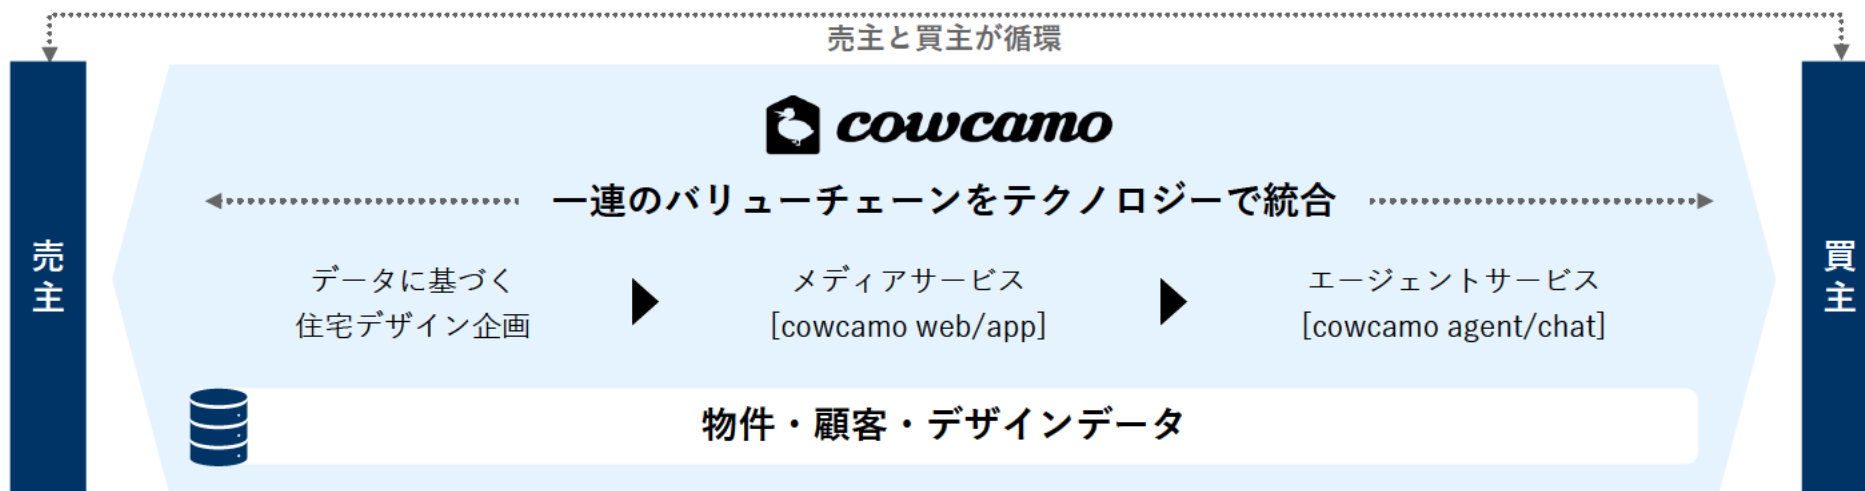 売主と買主が循環
cowcamo
一連のバリューチェーンをテクノロジーで統合
売主
データに基づく
住宅デザイン企画
メディアサービス
[cowcamo web/app]
エージェントサービス
[cowcamo agent/chat]
買主
物件・顧客・デザインデータ